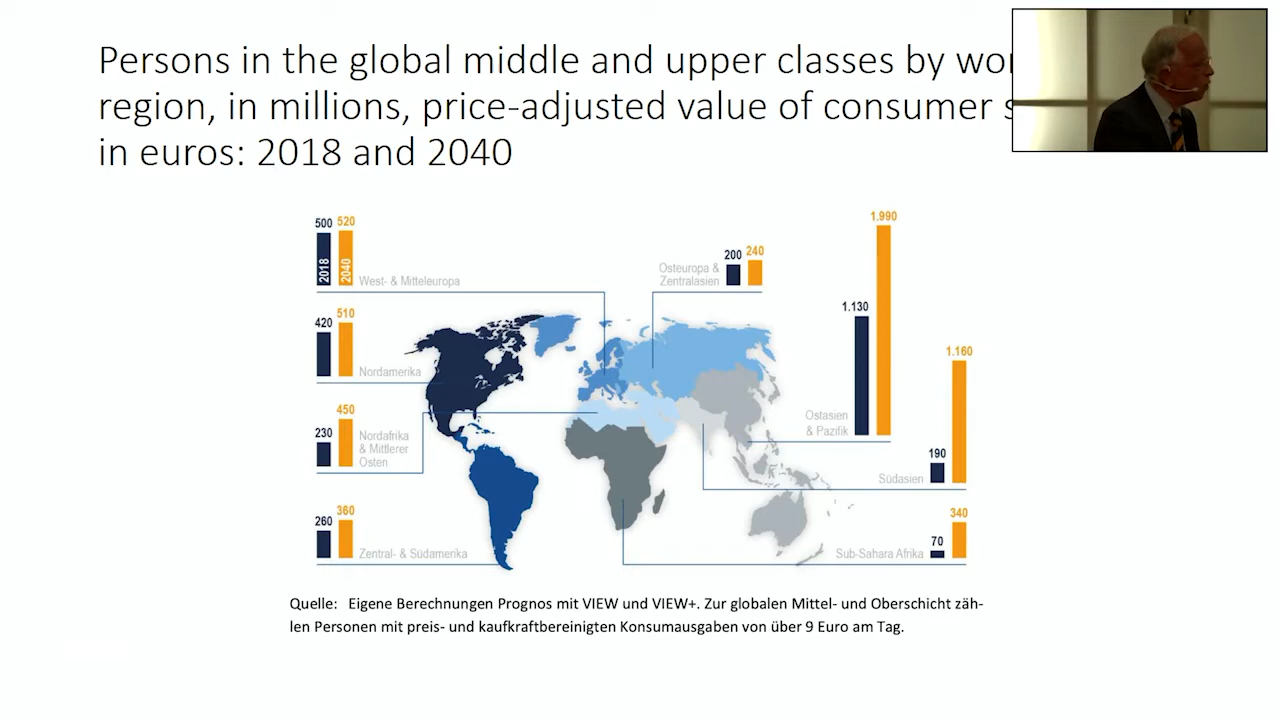 Persons in the global middle and upper classes by
region, in millions, price-adjusted value of consumer
in euros: 2018 and 2040
500 520
2018 2040
West- & Mitteleuropa
420 510
Nordamerika
230 450
Nordafrika
& Mittlerer
Osten
260 360
Zentral- & Südamerika
200 240
Osteuropa &
Zentralasien
1.130 1.990
Ostasien
& Pazifik
190 1.160
Südasien
70 340
Sub-Sahara Afrika
Quelle: Eigene Berechnungen Prognos mit VIEW und VIEW+. Zur globalen Mittel- und Oberschicht zäh-
len Personen mit preis- und kaufkraftbereinigten Konsumausgaben von über 9 Euro am Tag.